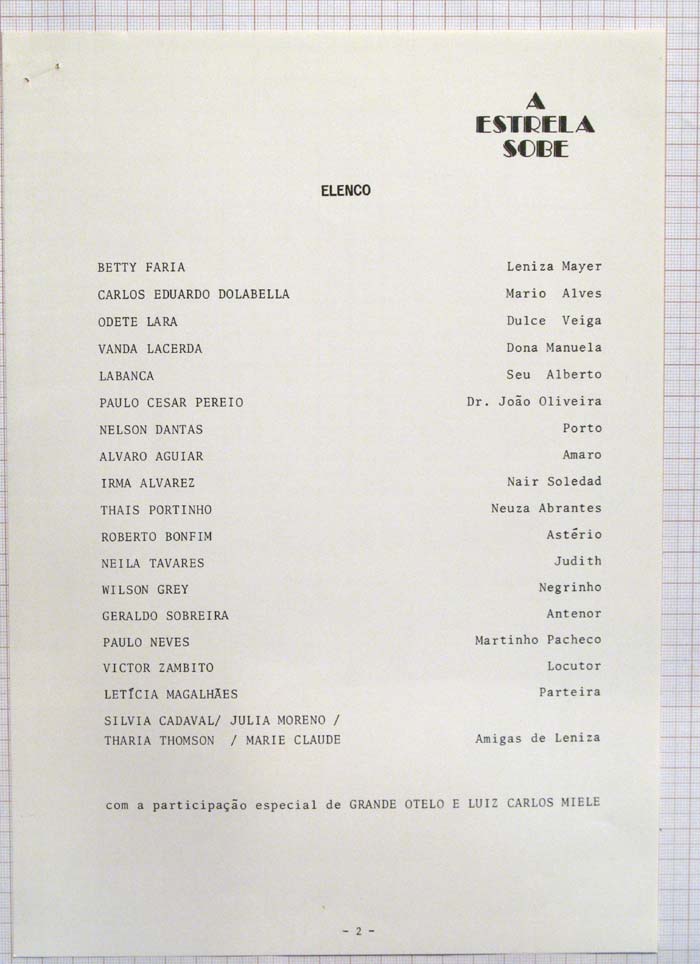 A
ESTRELA
SOBE
ELENCO
BETTY FARIA Leniza Mayer
CARLOS EDUARDO DOLABELLA Mario Alves
ODETE LARA Dulce Veiga
VANDA LACERDA Dona Manuela
LABANCA Seu Alberto
PAULO CESAR PEREIO Dr. João Oliveira
NELSON DANTAS Porto
ALVARO AGUIAR Amaro
IRMA ALVAREZ Nair Soledad
THAIS PORTINHO Neuza Abrantes
ROBERTO BONFIM Astério
NEILA TAVARES Judith
WILSON GREY Negrinho
GERALDO SOBREIRA Antenor
PAULO NEVES Martinho Pacheco
VICTOR ZAMBITO Locutor
LETÍCIA MAGALHÃES Parteira
SILVIA CADAVAL/ JULIA MORENO /
THARIA THOMSON / MARIE CLAUDE Amigas de Leniza
com a participação especial de GRANDE OTELO E LUIZ CARLOS MIELE
- 2 -